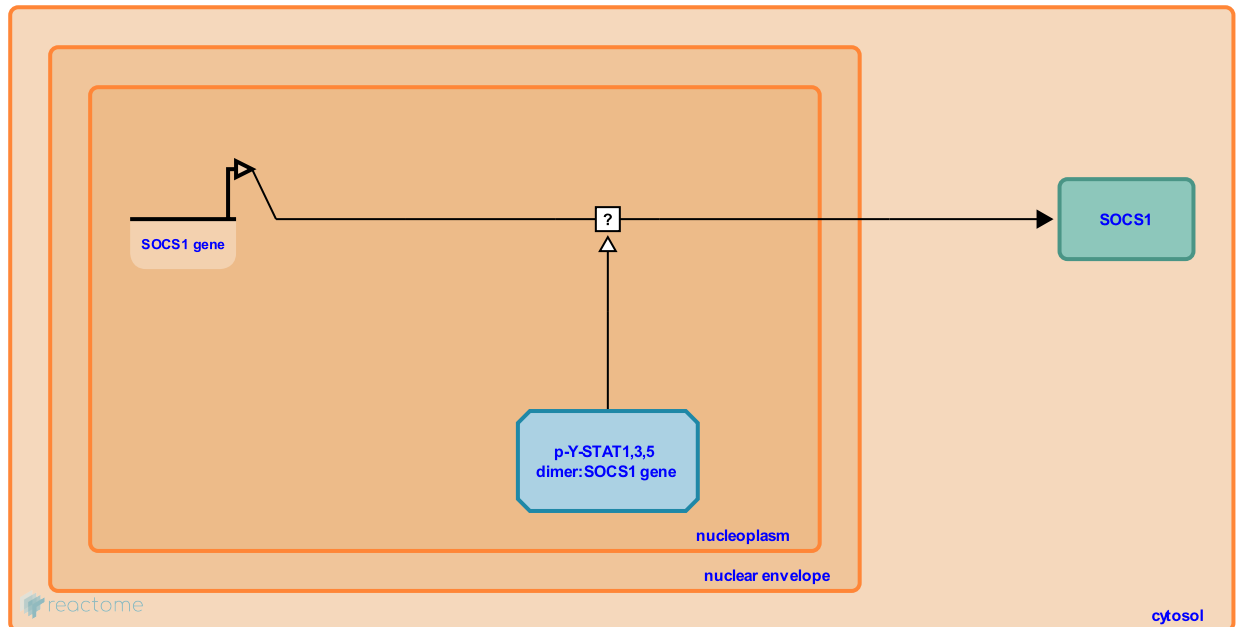 ?
SOCS1 gene
SOCS1
p-Y-STAT1,3,5
dimer:SOCS1 gene
nucleoplasm
nuclear envelope
reactome
cytosol